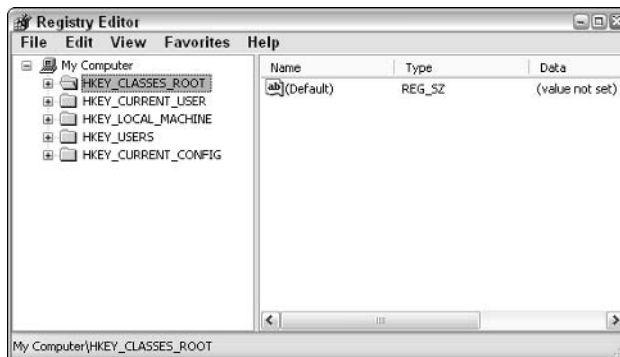 Registry Editor
File Edit View Favorites Help
My Computer
HKEY_CLASSES_ROOT
HKEY_CURRENT_USER
HKEY_LOCAL_MACHINE
HKEY_USERS
HKEY_CURRENT_CONFIG
Name Type Data
ab (Default) REG_SZ (value not set)
My Computer\HKEY_CLASSES_ROOT